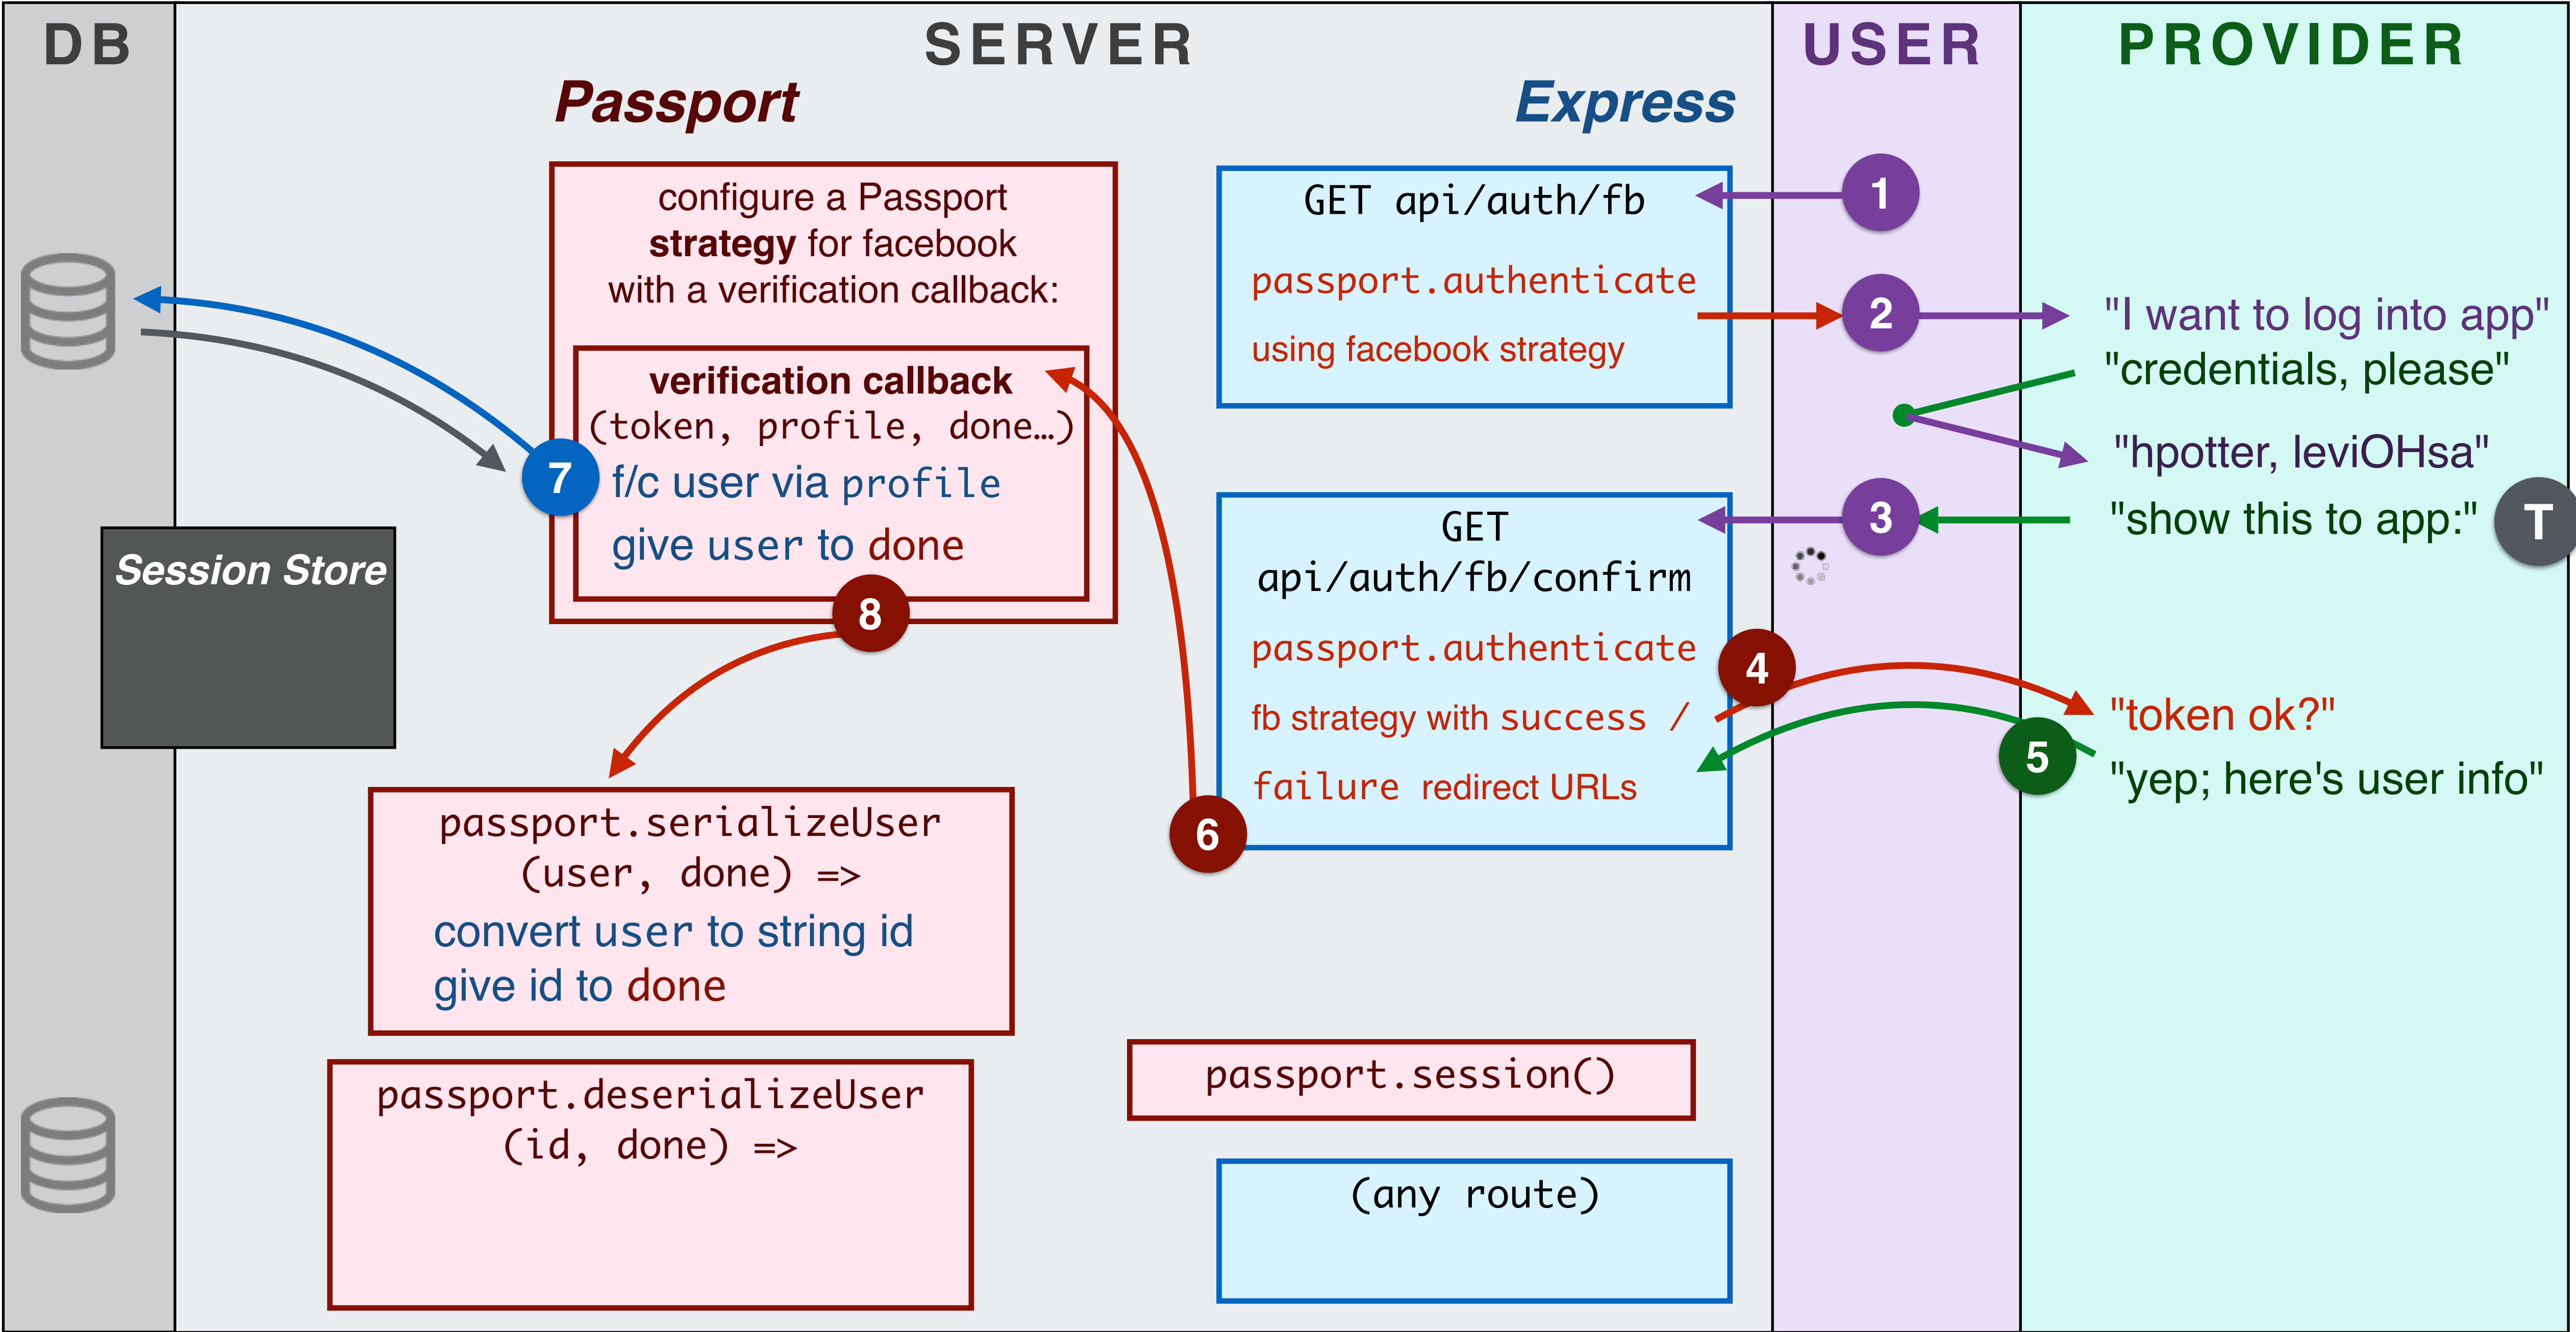 DB
SERVER
USER
PROVIDER
Passport
Express
configure a Passport
strategy for facebook
with a verification callback:
verification callback
(token, profile, done…)
f/c user via profile
give user to done
7
8
Session Store
passport.serializeUser
(user, done) =>
convert user to string id
give id to done
passport.deserializeUser
(id, done) =>
GET api/auth/fb
passport.authenticate
using facebook strategy
1
2
GET
api/auth/fb/confirm
passport.authenticate
fb strategy with success /
failure redirect URLs
3
4
5
6
passport.session()
(any route)
"I want to log into app"
"credentials, please"
"hpotter, leviOHsa"
"show this to app:"
T
"token ok?"
"yep; here's user info"